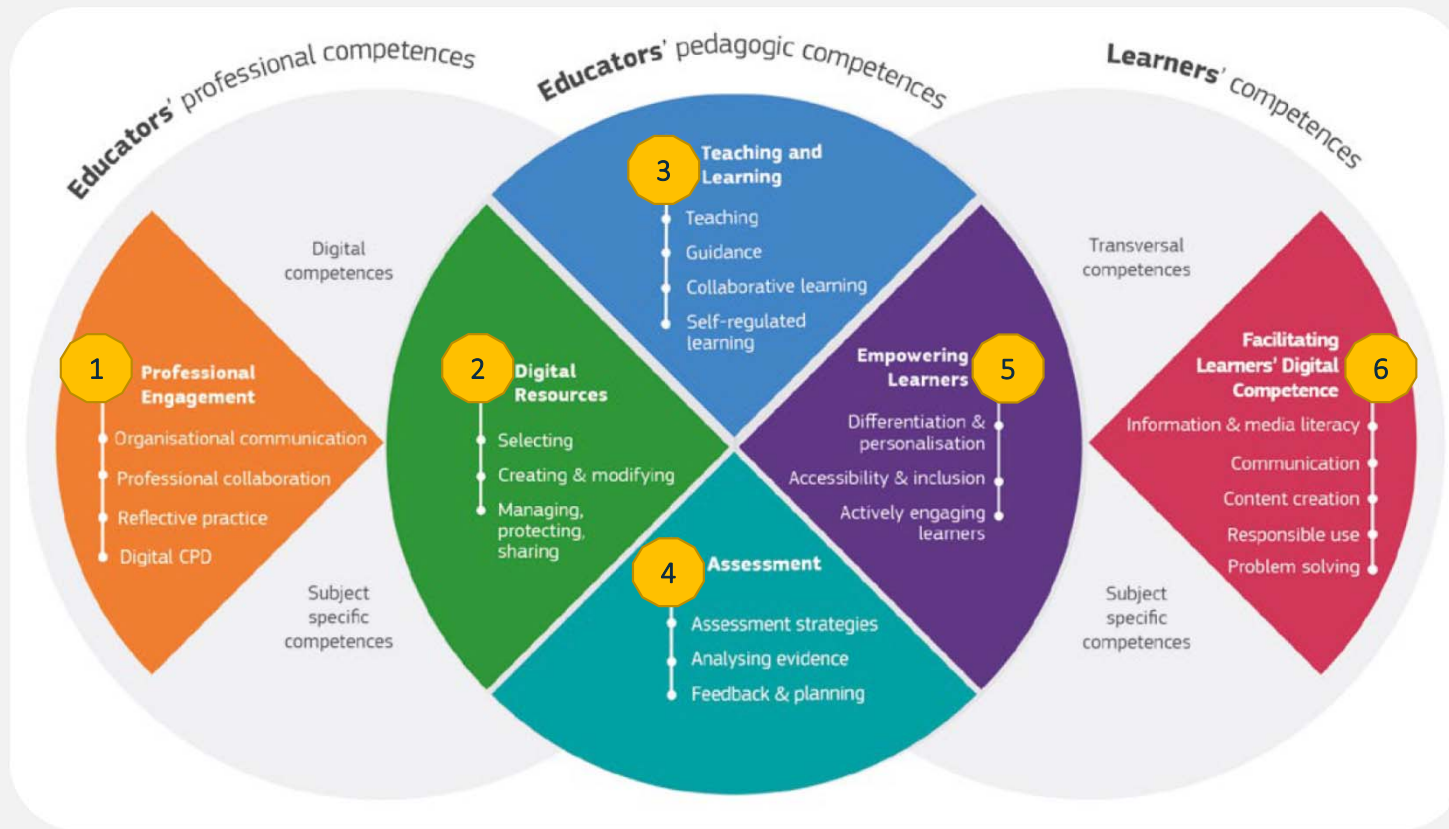 Educators' professional competences
Educators' pedagogic competences
Learners' competences
Digital
competences
Subject
specific
competences
1
Professional
Engagement
Organisational communication
Professional collaboration
Reflective practice
Digital CPD
2
Digital
Resources
Selecting
Creating & modifying
Managing,
protecting,
sharing
3
Teaching and
Learning
Teaching
Guidance
Collaborative learning
Self-regulated
learning
4
Assessment
Assessment strategies
Analysing evidence
Feedback & planning
5
Empowering
Learners
Differentiation &
personalisation
Accessibility & inclusion
Actively engaging
learners
Transversal
competences
Subject
specific
competences
6
Facilitating
Learners' Digital
Competence
Information & media literacy
Communication
Content creation
Responsible use
Problem solving